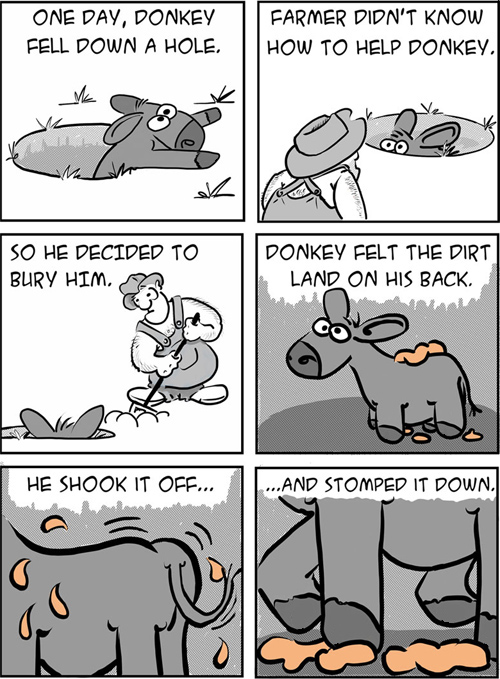 ONE DAY, DONKEY
FELL DOWN A HOLE.
FARMER DIDN'T KNOW
HOW TO HELP DONKEY.
SO HE DECIDED TO
BURY HIM.
DONKEY FELT THE DIRT
LAND ON HIS BACK.
HE SHOOK IT OFF...
...AND STOMPED IT DOWN.